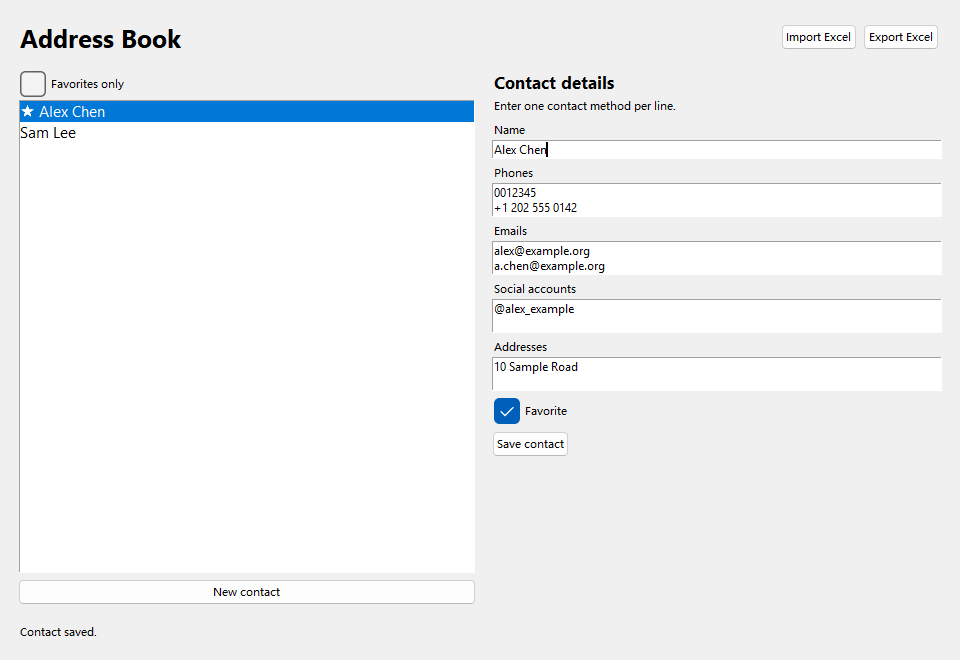 Address Book
Import Excel
Export Excel
Favorites only
★ Alex Chen
Sam Lee
New contact
Contact saved.
Contact details
Enter one contact method per line.
Name
Alex Chen
Phones
0012345
+1 202 555 0142
Emails
alex@example.org
a.chen@example.org
Social accounts
@alex_example
Addresses
10 Sample Road
Favorite
Save contact